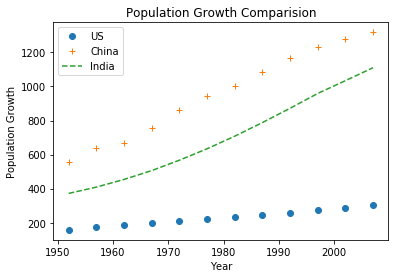 Population Growth Comparision
US
China
India
Population Growth
1200
1000
800
600
400
200
1950 1960 1970 1980 1990 2000
Year